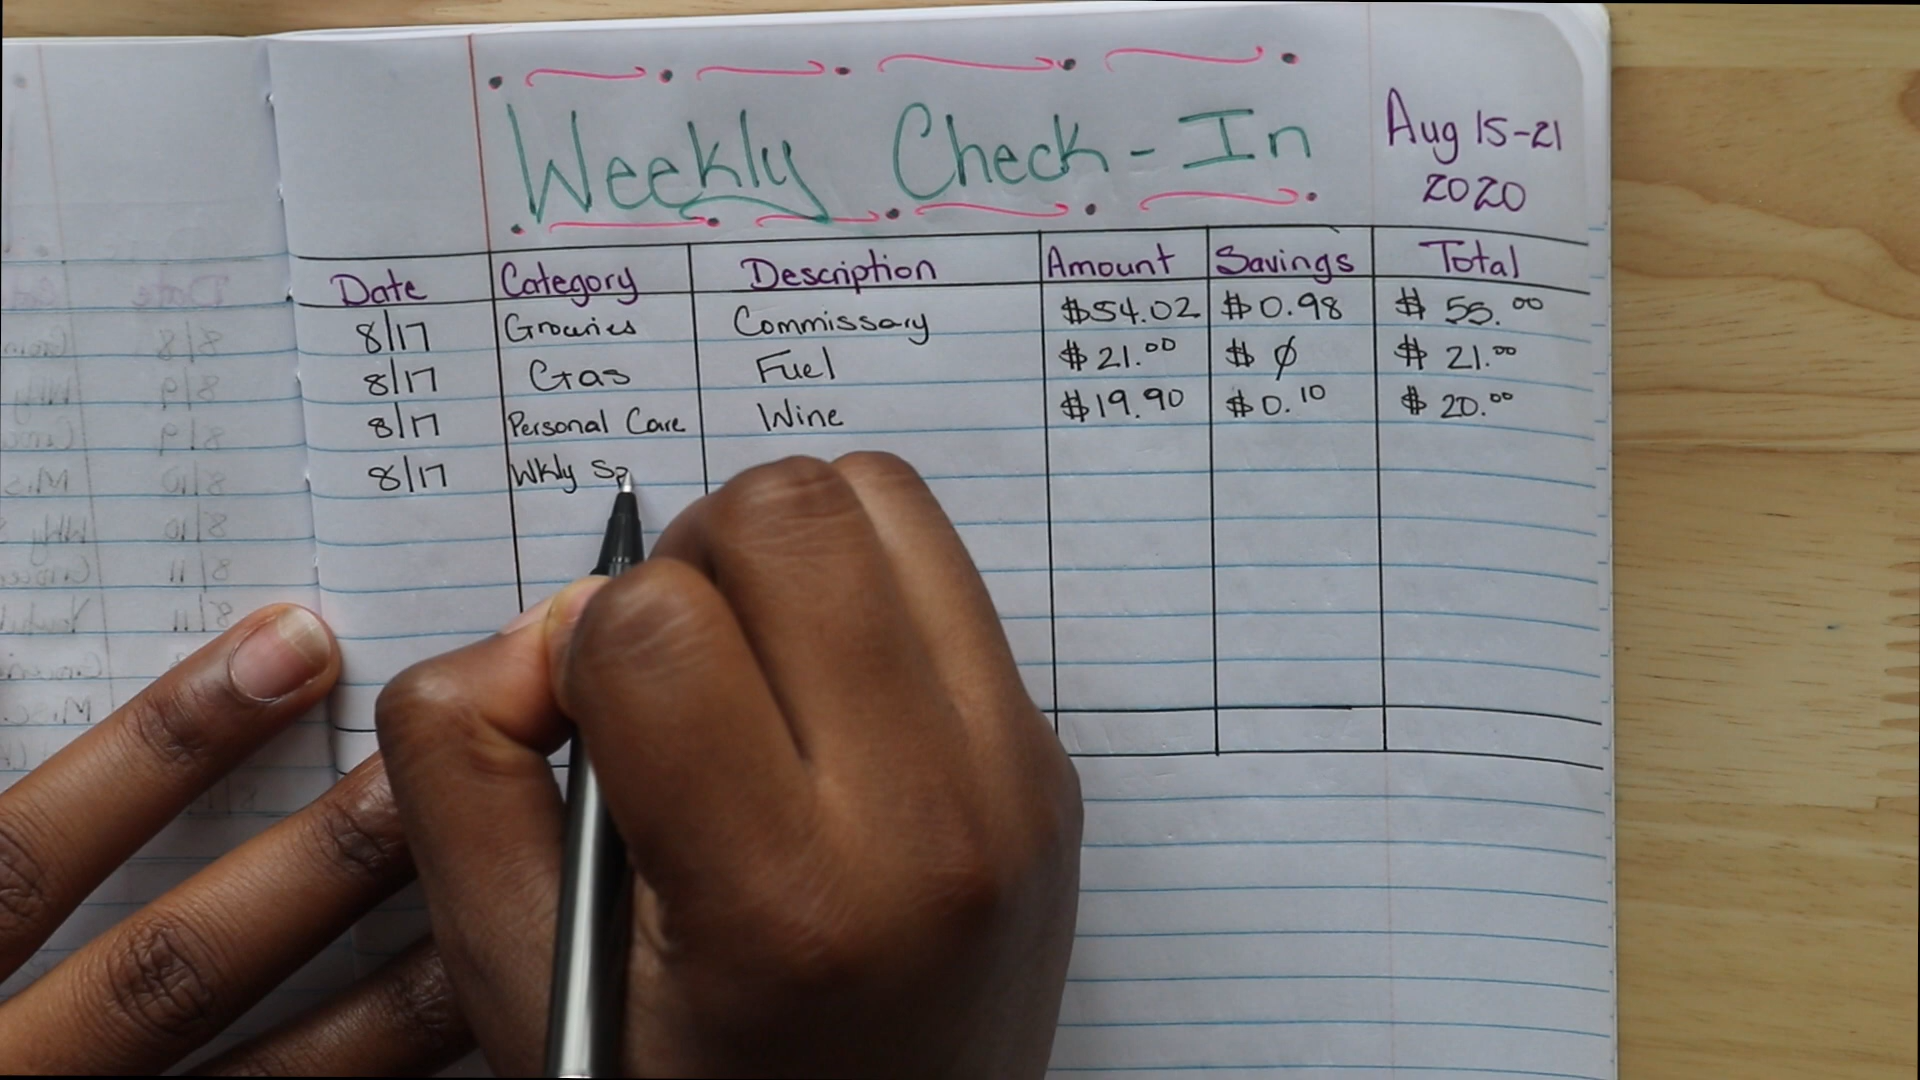 Weekly Check-In
Aug 15-21
2020
Date Category Description Amount Savings Total
8/17 Groceries Commissary $54.02 $0.98 $55.00
8/17 Gas Fuel $21.00 $ ∅ $21.00
8/17 Personal Care Wine $19.90 $0.10 $20.00
8/17 Wkly Sp